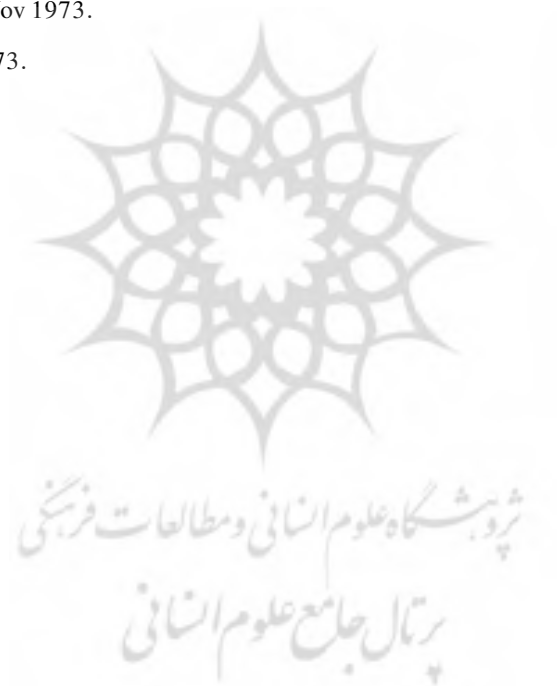 ov 1973.
73.
پژوهشگاه علوم انسانی و مطالعات فرهنگی
پرتال جامع علوم انسانی